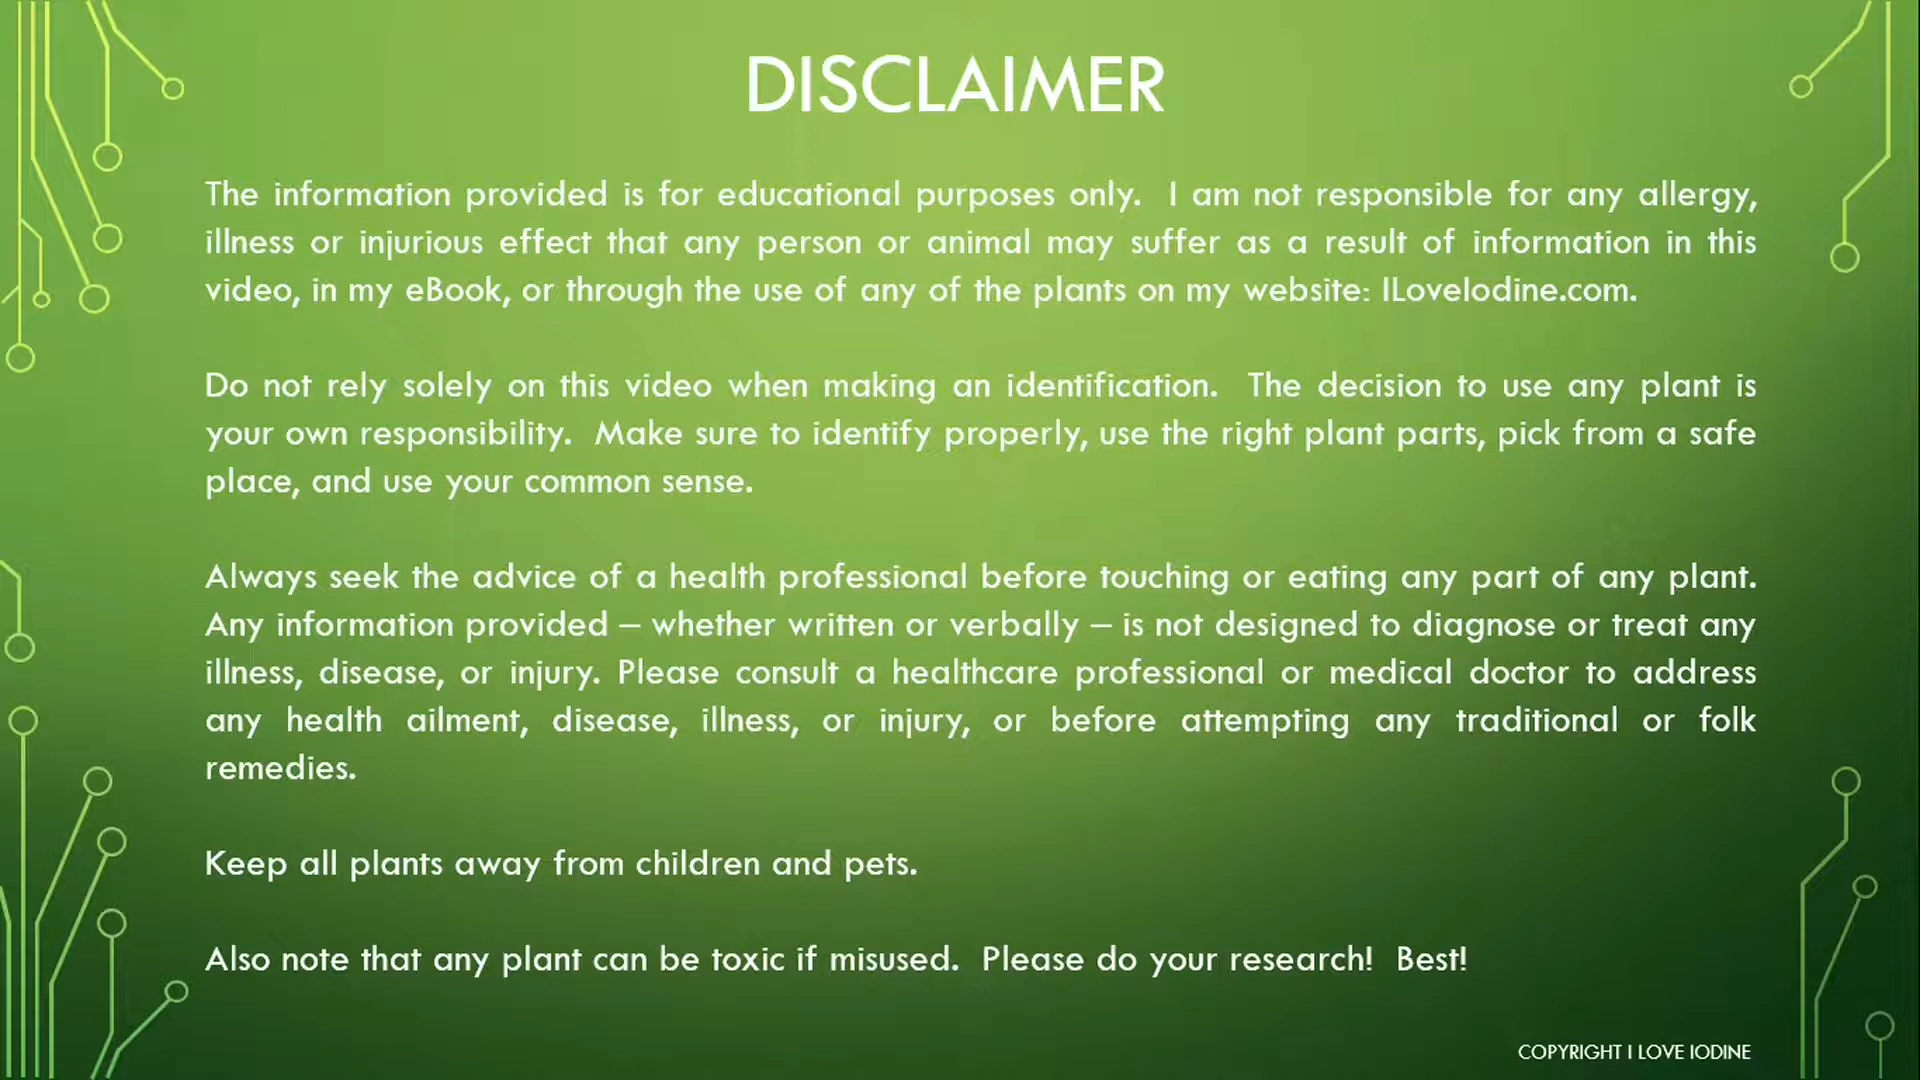 DISCLAIMER
The information provided is for educational purposes only. I am not responsible for any allergy,
illness or injurious effect that any person or animal may suffer as a result of information in this
video, in my eBook, or through the use of any of the plants on my website: ILoveIodine.com.
Do not rely solely on this video when making an identification. The decision to use any plant is
your own responsibility. Make sure to identify properly, use the right plant parts, pick from a safe
place, and use your common sense.
Always seek the advice of a health professional before touching or eating any part of any plant.
Any information provided – whether written or verbally – is not designed to diagnose or treat any
illness, disease, or injury. Please consult a healthcare professional or medical doctor to address
any health ailment, disease, illness, or injury, or before attempting any traditional or folk
remedies.
Keep all plants away from children and pets.
Also note that any plant can be toxic if misused. Please do your research! Best!
COPYRIGHT I LOVE IODINE